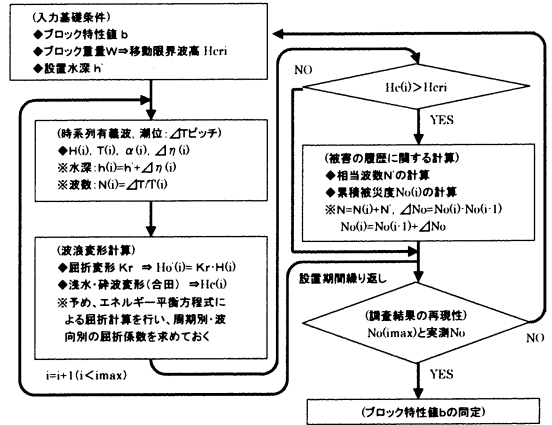 (入力基礎条件)
◆ブロック特性値b
◆ブロック重量W⇒移動限界波高 Hcri
◆設置水深h'
(時系列有義波, 潮位:⊿Tピッチ)
◆H(i), T(i), α(i), ⊿η(i)
※水深:h(i)=h'+⊿η(i)
※波数:N(i)=⊿T/T(i)
(波浪変形計算)
◆屈折変形 Kr ⇒ Ho'(i)= Kr·H(i)
◆浅水・砕波変形(合田) ⇒Hc(i)
※予め、エネルギー平衡方程式に
よる屈折計算を行い、周期別・波
向別の屈折係数を求めておく
i=i+1(i<imax)
NO
Hc(i)>Hcri
YES
(被害の履歴に関する計算)
◆相当波数N'の計算
◆累積被災度No(i)の計算
※N=N(i)+N', ⊿No=No(i)-No(i-1)
No(i)=No(i-1)+⊿No
設置期間繰り返し
(調査結果の再現性)
No(imax)と実測No
NO
YES
(ブロック特性値bの同定)